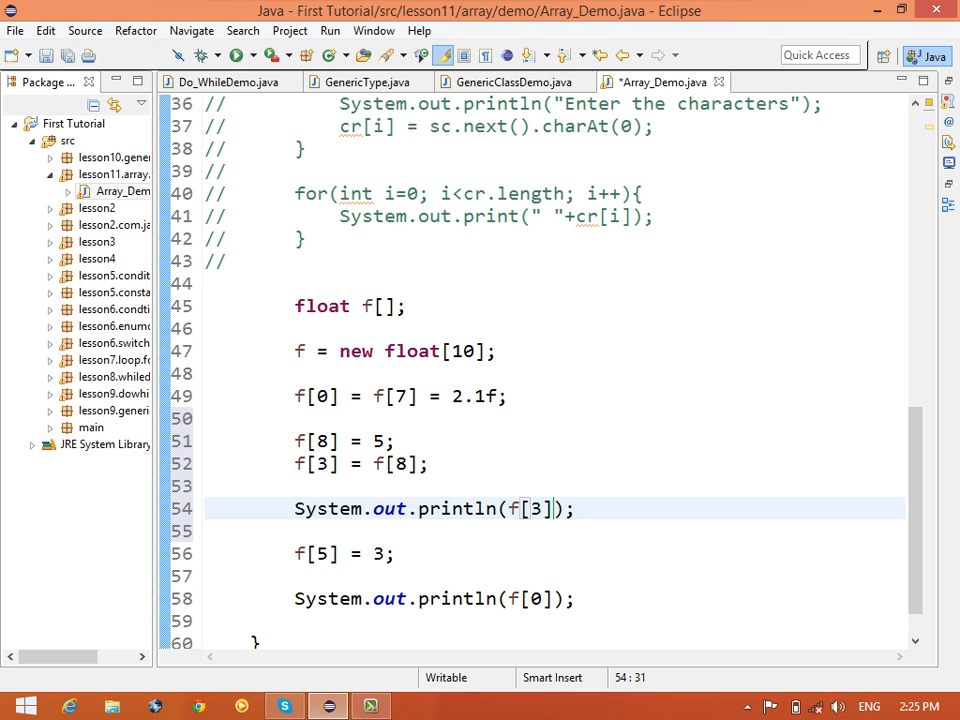 Java - First Tutorial/src/lesson11/array/demo/Array_Demo.java - Eclipse
File Edit Source Refactor Navigate Search Project Run Window Help
Quick Access Java
Package ... Do_WhileDemo.java GenericType.java GenericClassDemo.java *Array_Demo.java
First Tutorial
src
lesson10.gener
lesson11.array.
Array_Dem
lesson2
lesson2.com.ja
lesson3
lesson4
lesson5.condit
lesson5.consta
lesson6.condti
lesson6.enumo
lesson6.switch
lesson7.loop.fo
lesson8.whiled
lesson9.dowhi
lesson9.generi
main
JRE System Library
36 // System.out.println("Enter the characters");
37 // cr[i] = sc.next().charAt(0);
38 // }
39 //
40 // for(int i=0; i<cr.length; i++){
41 // System.out.print(" "+cr[i]);
42 // }
43 //
44
45 float f[];
46
47 f = new float[10];
48
49 f[0] = f[7] = 2.1f;
50
51 f[8] = 5;
52 f[3] = f[8];
53
54 System.out.println(f[3]);
55
56 f[5] = 3;
57
58 System.out.println(f[0]);
59
60 }
Writable Smart Insert 54 : 31
ENG 2:25 PM